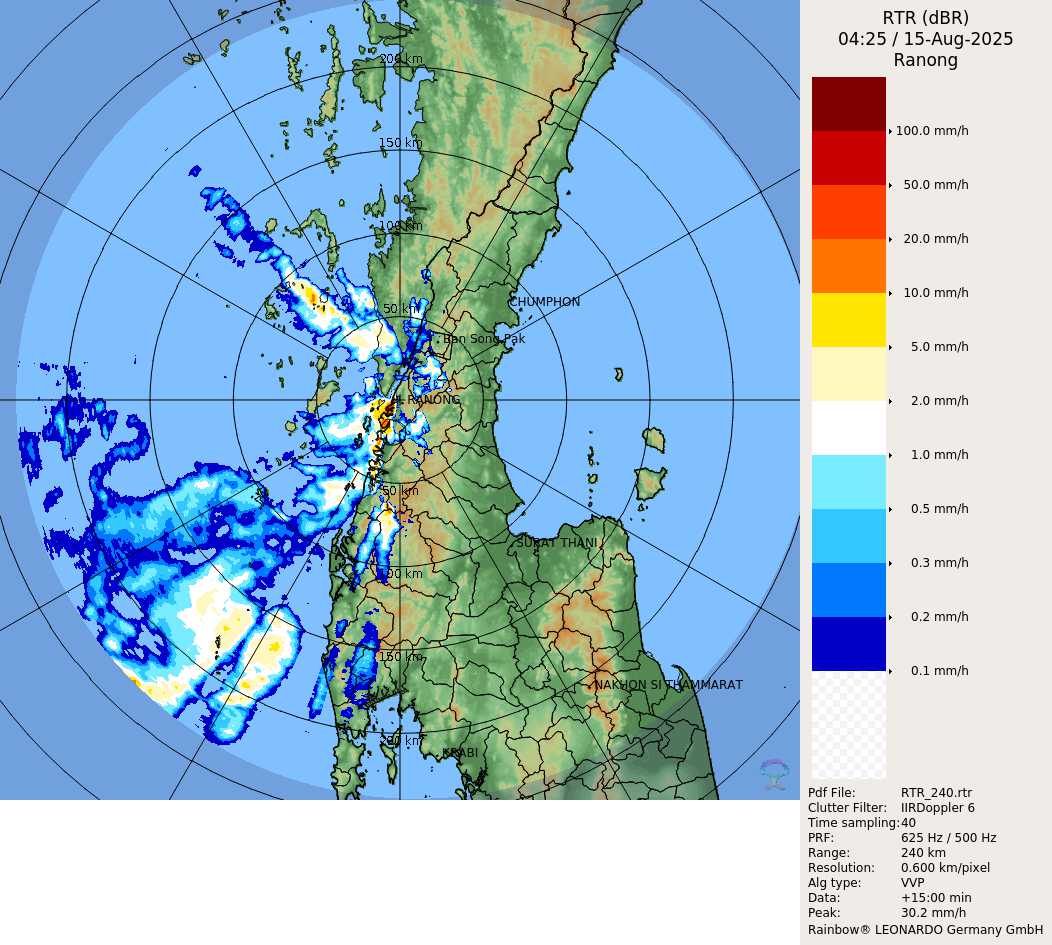 RTR (dBR)
04:25 / 15-Aug-2025
Ranong
100.0 mm/h
50.0 mm/h
20.0 mm/h
10.0 mm/h
5.0 mm/h
2.0 mm/h
1.0 mm/h
0.5 mm/h
0.3 mm/h
0.2 mm/h
0.1 mm/h
Pdf File: RTR_240.rtr
Clutter Filter: IIRDoppler 6
Time sampling: 40
PRF: 625 Hz / 500 Hz
Range: 240 km
Resolution: 0.600 km/pixel
Alg type: VVP
Data: +15:00 min
Peak: 30.2 mm/h
Rainbow® LEONARDO Germany GmbH
200 km
150 km
100 km
CHUMPHON
50 km
Ban Song Pak
RANONG
50 km
SURAT THANI
100 km
150 km
NAKHON SI THAMMARAT
200 km
KRABI